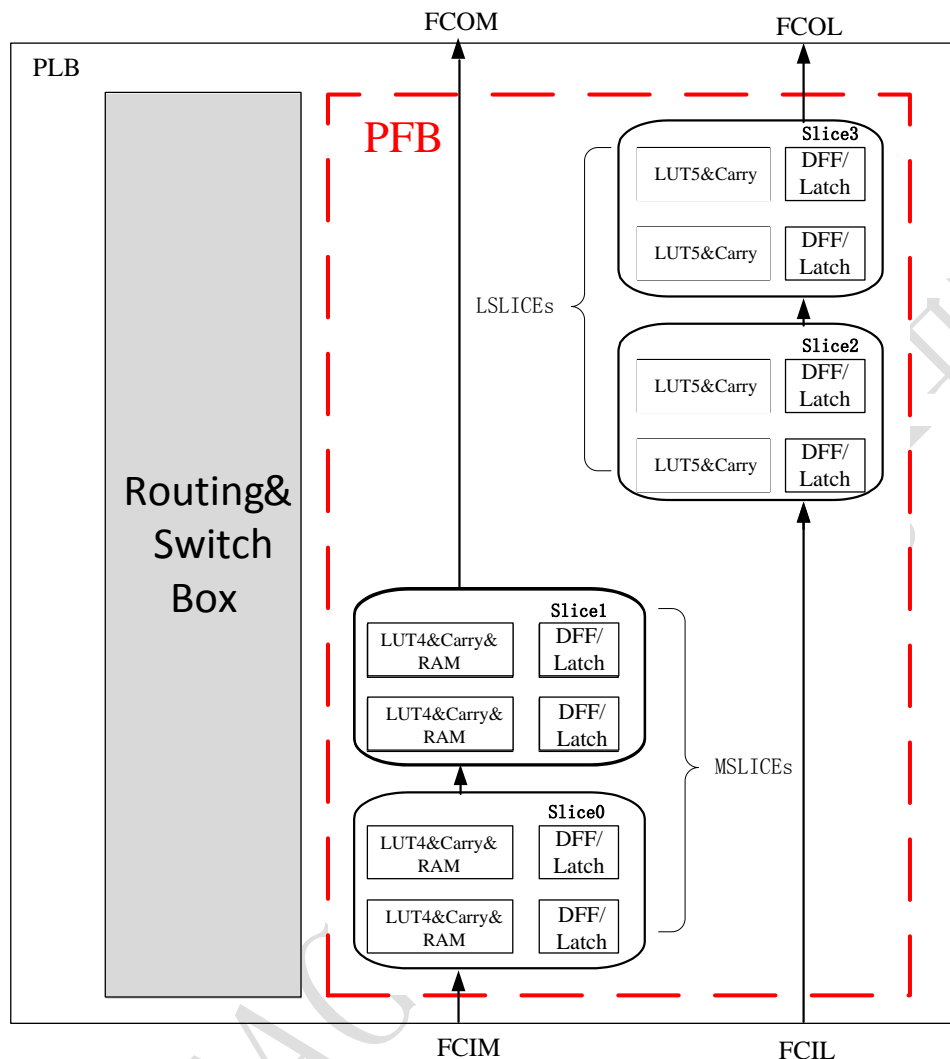 FCOM
FCOL
PLB
PFB
Slice3
LUT5&Carry
DFF/
Latch
LUT5&Carry
DFF/
Latch
LSLICEs
Slice2
LUT5&Carry
DFF/
Latch
LUT5&Carry
DFF/
Latch
Routing&
Switch
Box
Slice1
LUT4&Carry&
RAM
DFF/
Latch
LUT4&Carry&
RAM
DFF/
Latch
MSLICEs
Slice0
LUT4&Carry&
RAM
DFF/
Latch
LUT4&Carry&
RAM
DFF/
Latch
FCIM
FCIL